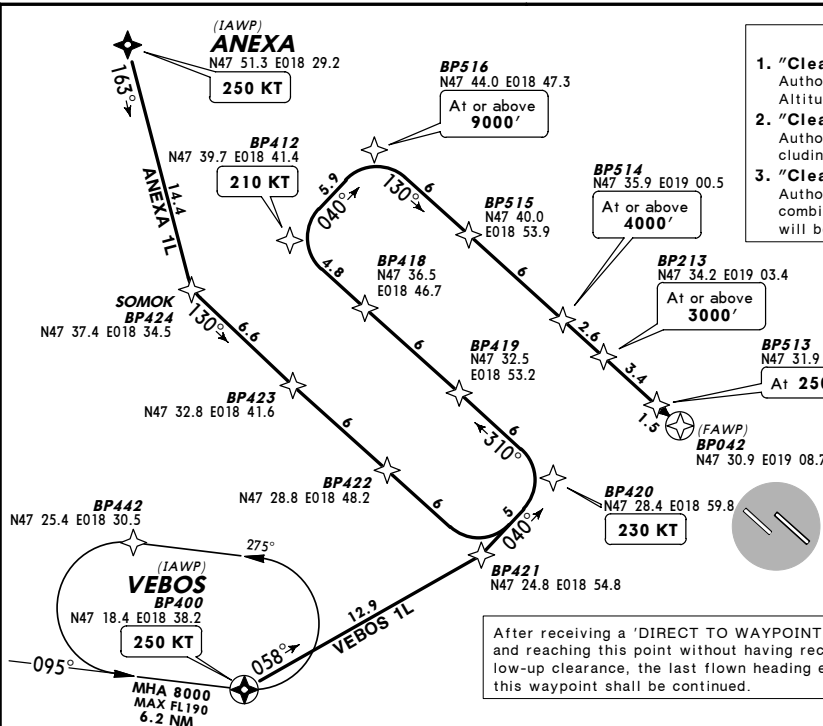 (IAWP)
ANEXA
N47 51.3 E018 29.2
250 KT
163°
ANEXA 1L
14.4
BP516
N47 44.0 E018 47.3
At or above
9000'
BP412
N47 39.7 E018 41.4
210 KT
5.9
040°
130°
6
BP515
N47 40.0
E018 53.9
6
BP514
N47 35.9 E019 00.5
At or above
4000'
BP213
N47 34.2 E019 03.4
At or above
3000'
2.6
3.4
BP513
N47 31.9
At 250
1.5
(FAWP)
BP042
N47 30.9 E019 08.7
1. "Clea
Autho
Altitu
2. "Clea
Autho
cludin
3. "Clea
Autho
combi
will b
4.8
BP418
N47 36.5
E018 46.7
6
BP419
N47 32.5
E018 53.2
6
310°
SOMOK
BP424
N47 37.4 E018 34.5
130°
6.6
BP423
N47 32.8 E018 41.6
6
BP422
N47 28.8 E018 48.2
6
5
040°
BP420
N47 28.4 E018 59.8
230 KT
BP421
N47 24.8 E018 54.8
BP442
N47 25.4 E018 30.5
275°
(IAWP)
VEBOS
BP400
N47 18.4 E018 38.2
250 KT
095°
MHA 8000
MAX FL190
6.2 NM
058°
12.9
VEBOS 1L
After receiving a 'DIRECT TO WAYPOINT
and reaching this point without having rec
low-up clearance, the last flown heading e
this waypoint shall be continued.